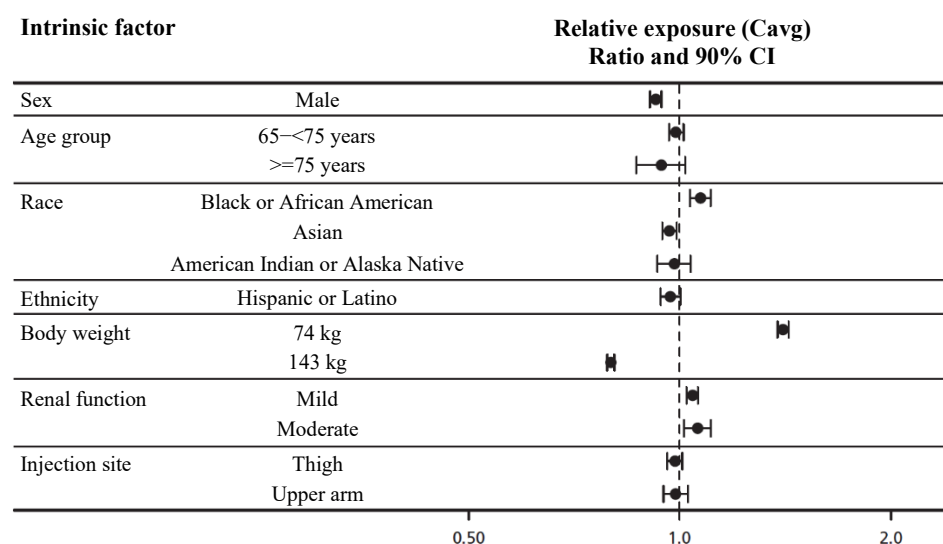 Intrinsic factor
Relative exposure (Cavg)
Ratio and 90% CI
Sex Male
Age group 65−<75 years
>=75 years
Race Black or African American
Asian
American Indian or Alaska Native
Ethnicity Hispanic or Latino
Body weight 74 kg
143 kg
Renal function Mild
Moderate
Injection site Thigh
Upper arm
0.50 1.0 2.0